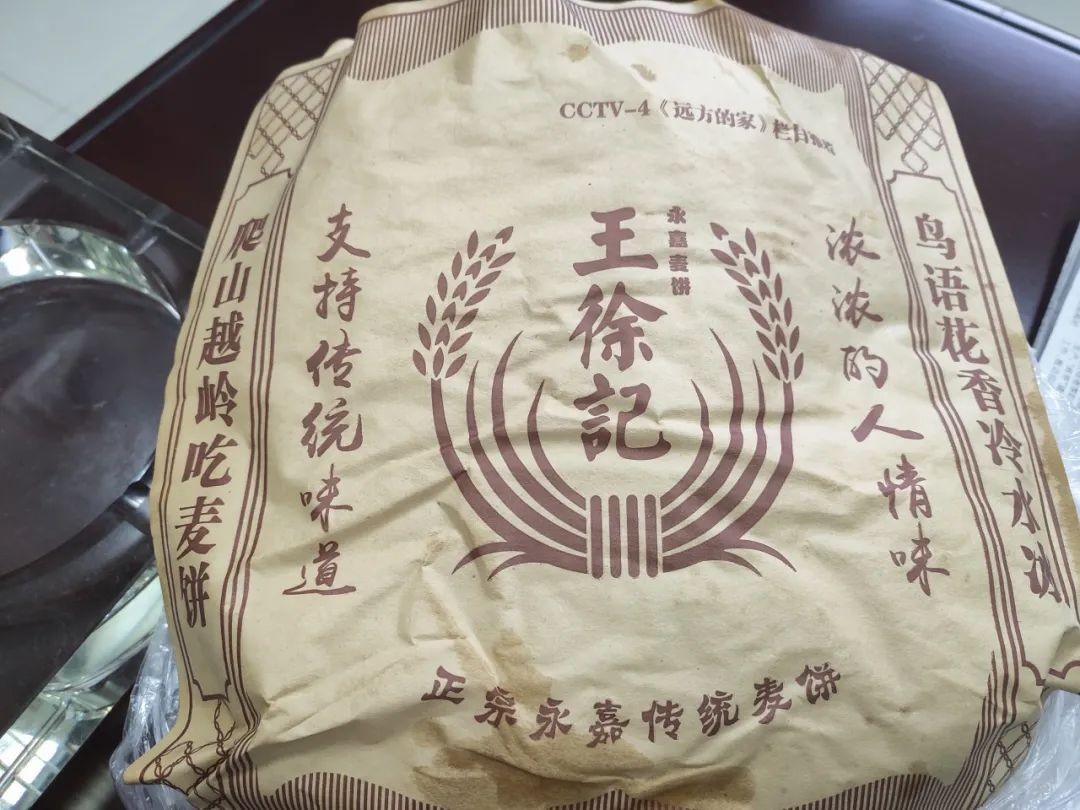 CCTV-4《远方的家》栏目推荐
永嘉麦饼
王徐記
鸟语花香冷水冰
浓浓的人情味
支持传统味道
爬山越岭吃麦饼
正宗永嘉传统麦饼